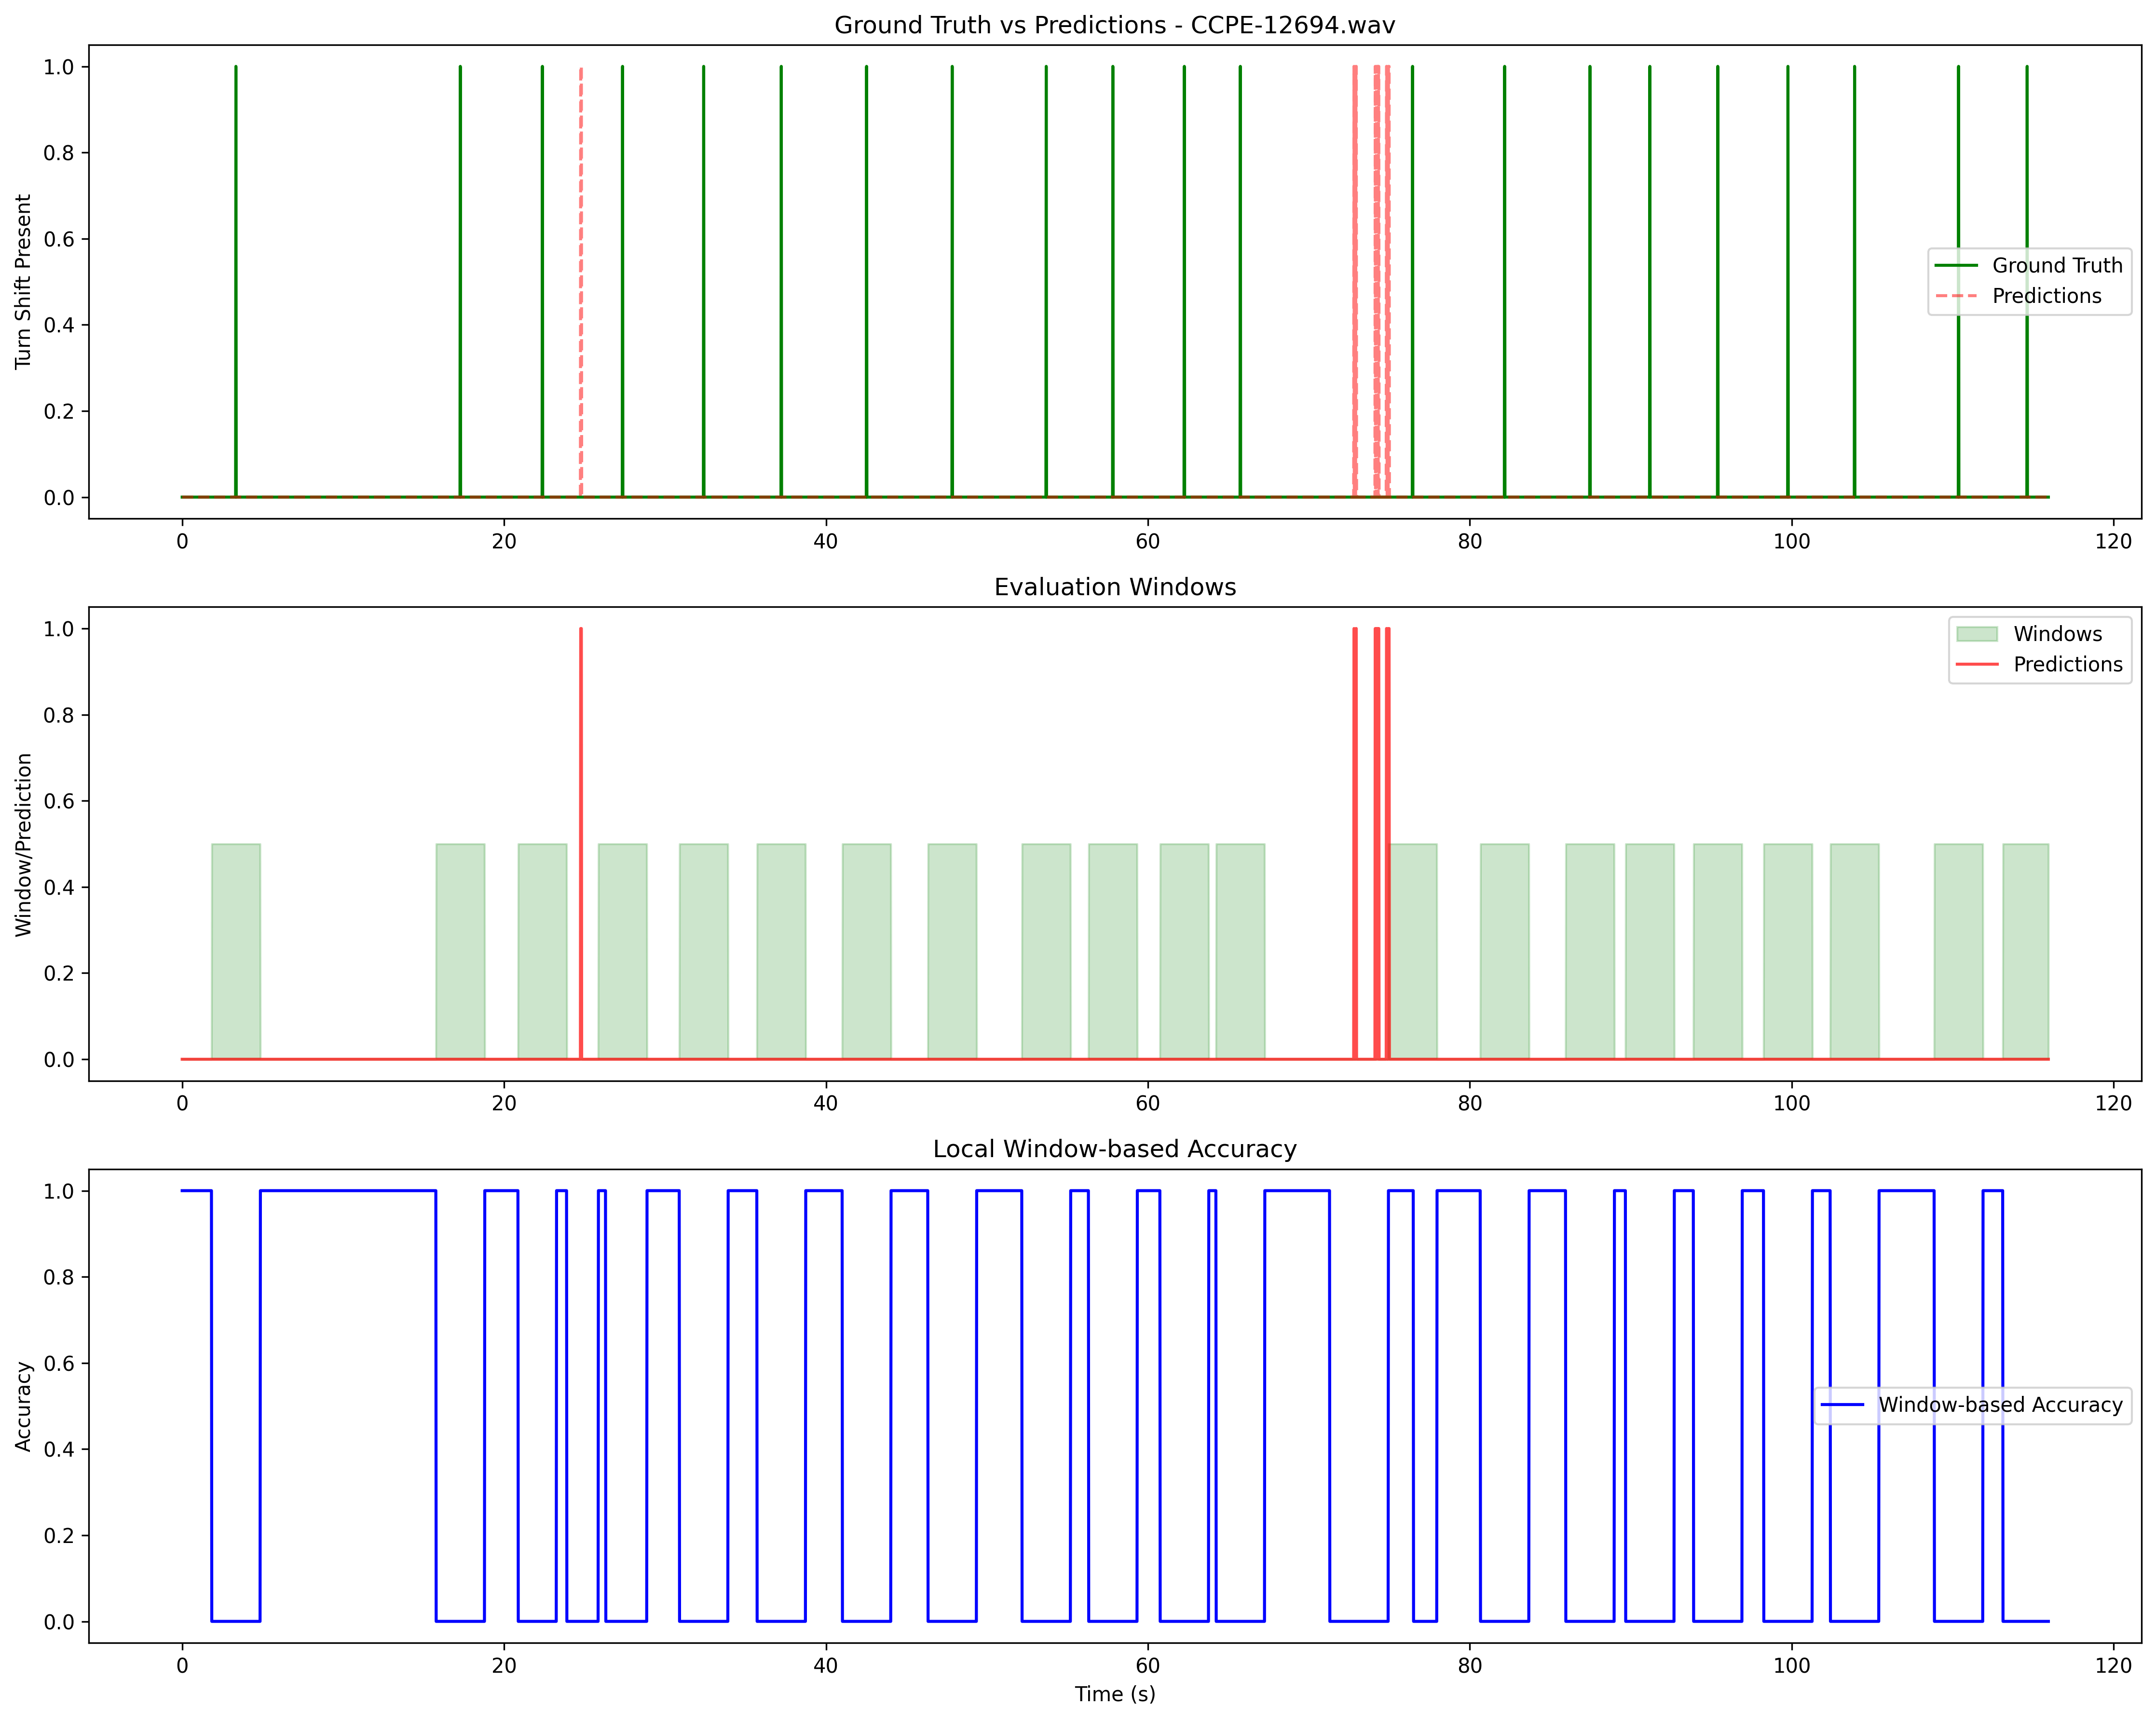 Ground Truth vs Predictions - CCPE-12694.wav
1.0
0.8
0.6
0.4
0.2
0.0
Turn Shift Present
Ground Truth
Predictions
0 20 40 60 80 100 120
Evaluation Windows
1.0
0.8
0.6
0.4
0.2
0.0
Window/Prediction
Windows
Predictions
0 20 40 60 80 100 120
Local Window-based Accuracy
1.0
0.8
0.6
0.4
0.2
0.0
Accuracy
Window-based Accuracy
0 20 40 60 80 100 120
Time (s)